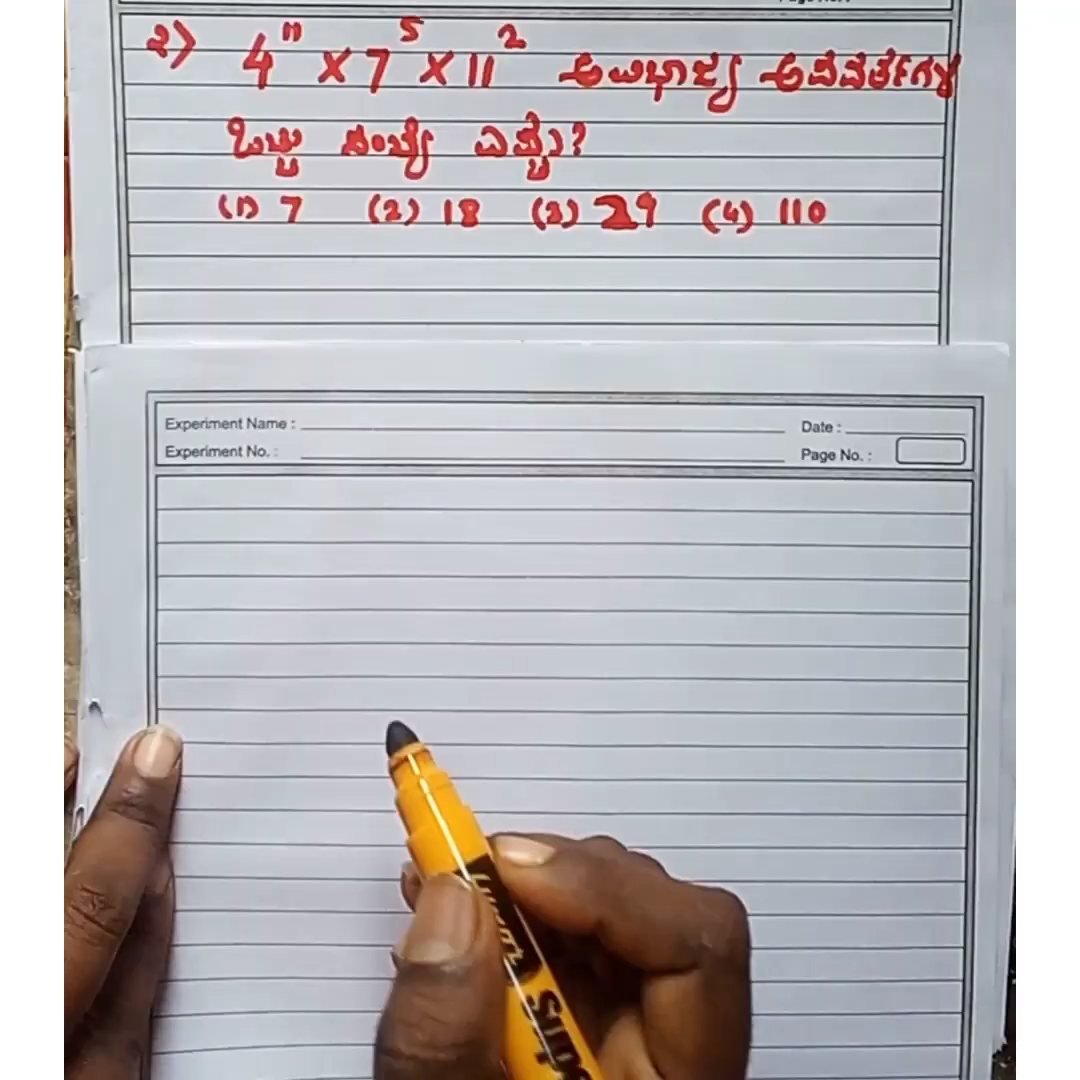 2) 4¹¹ × 7⁵ × 11² ಅವಿಭಾಜ್ಯ ಅಪವರ್ತನಗಳ
ಒಟ್ಟು ಸಂಖ್ಯೆ ಎಷ್ಟು?
(1) 7 (2) 18 (3) 29 (4) 110
Experiment Name : Date :
Experiment No. : Page No. :